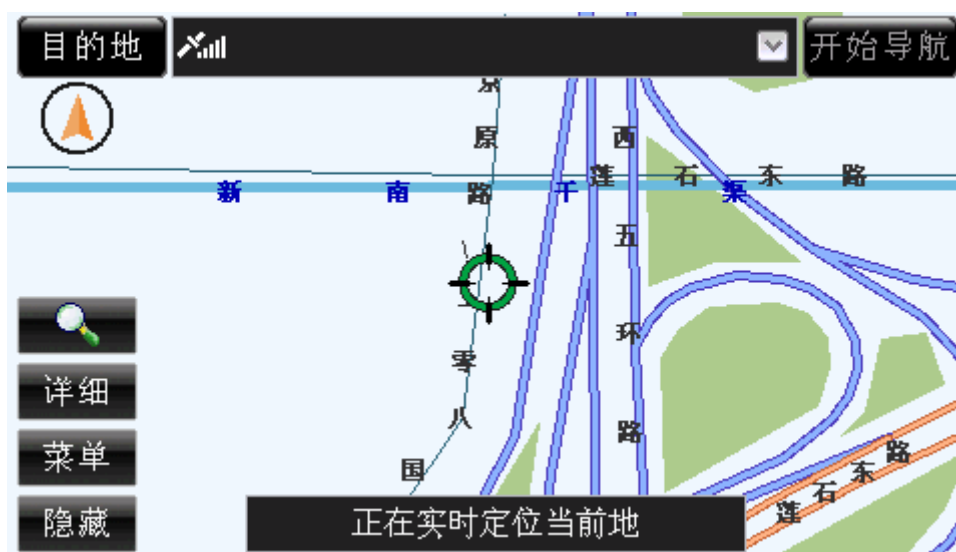 目的地
开始导航
京原路
西五环路
莲石东路
新南干渠
一
一零八国
详细
菜单
隐藏
莲石东路
正在实时定位当前地